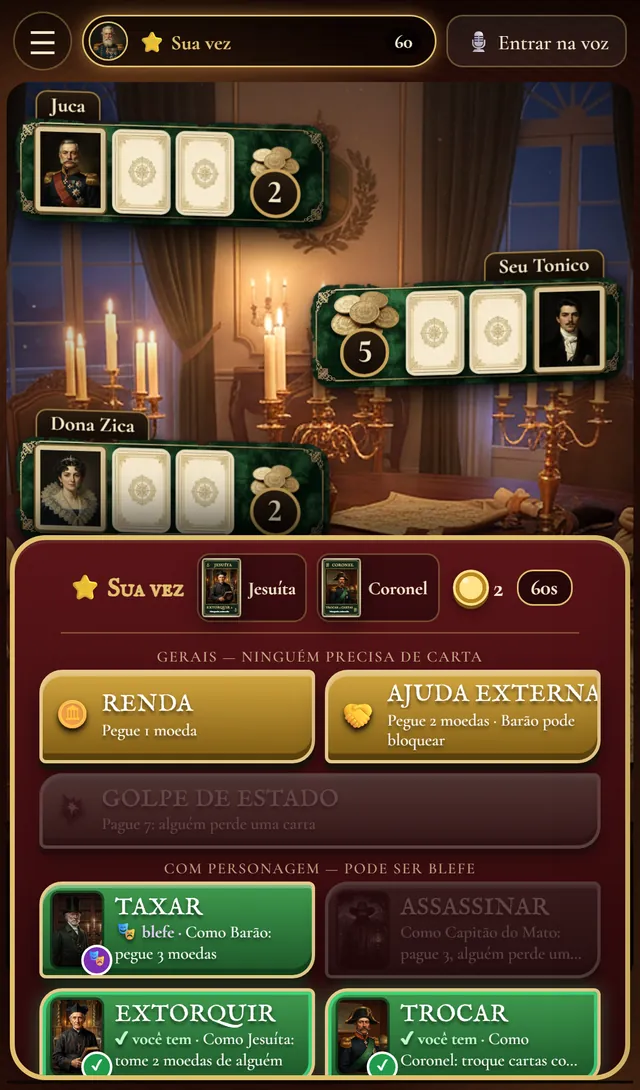 Sua vez
60
Entrar na voz
Juca
2
Seu Tonico
5
Dona Zica
2
SUA VEZ
JESUÍTA
Jesuíta
CORONEL
Coronel
2
60s
GERAIS — NINGUÉM PRECISA DE CARTA
RENDA
Pegue 1 moeda
AJUDA EXTERNA
Pegue 2 moedas · Barão pode
bloquear
GOLPE DE ESTADO
Pague 7: alguém perde uma carta
COM PERSONAGEM — PODE SER BLEFE
TAXAR
blefe · Como Barão:
pegue 3 moedas
ASSASSINAR
Como Capitão do Mato:
pague 3, alguém perde um...
EXTORQUIR
✓ você tem · Como Jesuíta:
tome 2 moedas de alguém
TROCAR
✓ você tem · Como
Coronel: troque cartas co...